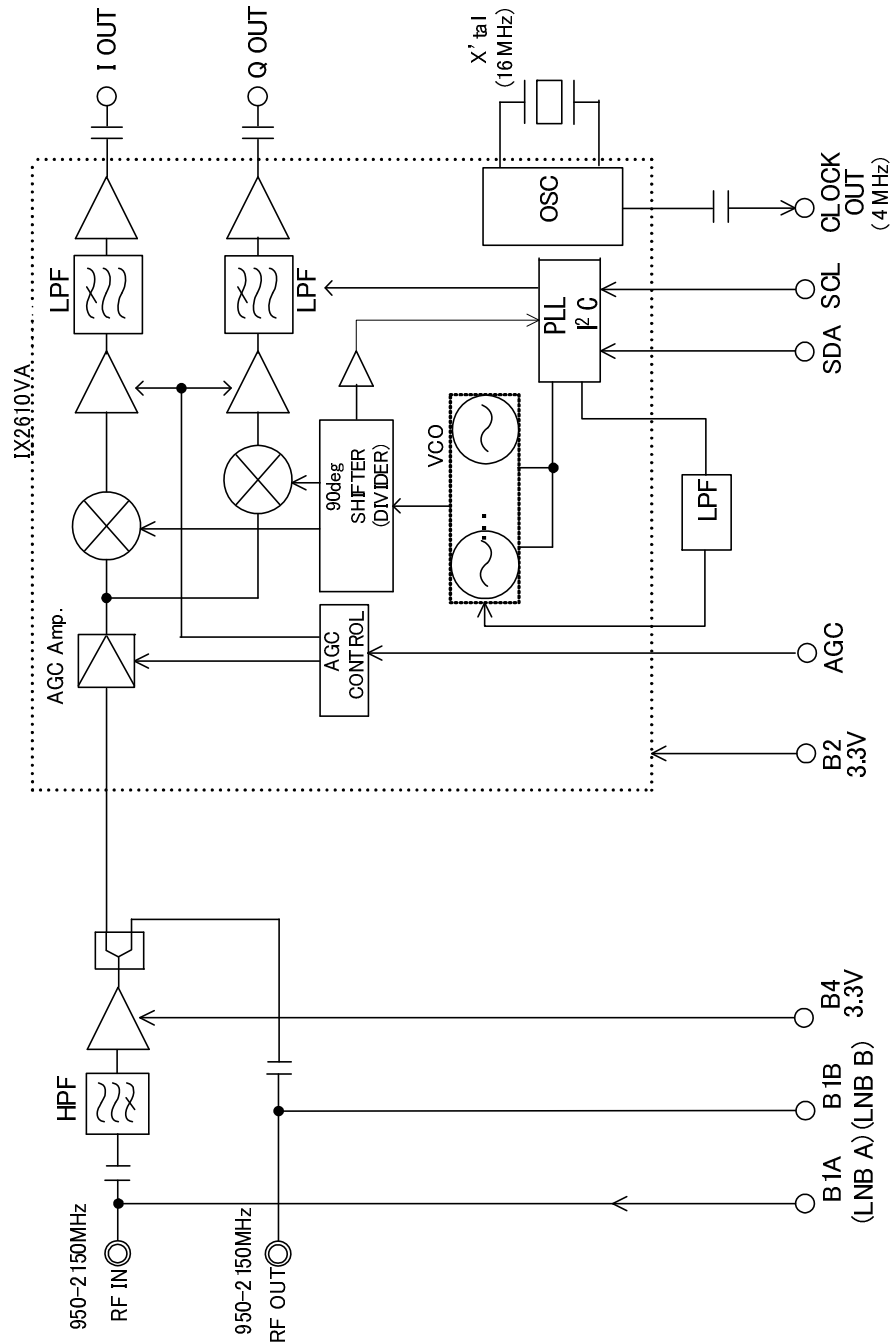 950-2150MHz
RF IN
950-2150MHz
RF OUT
HPF
B1A
(LNB A)
B1B
(LNB B)
B4
3.3V
IX2610VA
AGC Amp.
AGC
CONTROL
90deg
SHIFTER
(DIVIDER)
VCO
LPF
LPF
LPF
PLL
I²C
OSC
I OUT
Q OUT
X'tal
(16MHz)
B2
3.3V
AGC
SDA
SCL
CLOCK
OUT
(4MHz)